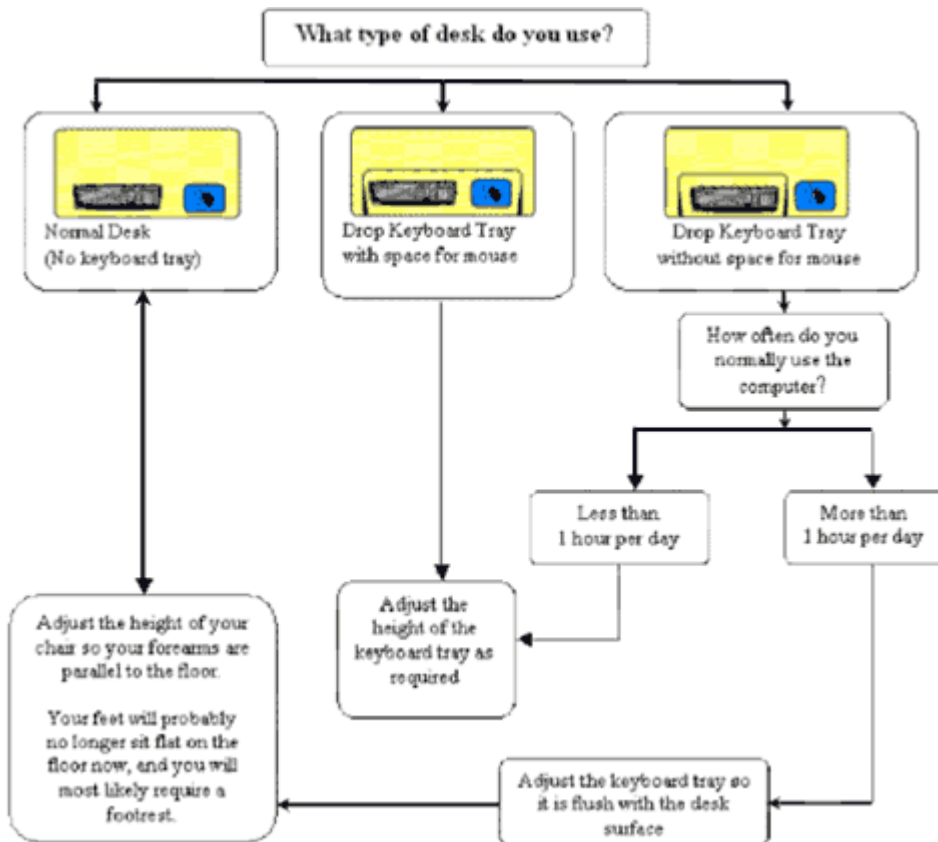 What type of desk do you use?
Normal Desk
(No keyboard tray)
Drop Keyboard Tray
with space for mouse
Drop Keyboard Tray
without space for mouse
How often do you
normally use the
computer?
Less than
1 hour per day
More than
1 hour per day
Adjust the height of your
chair so your forearms are
parallel to the floor.
Your feet will probably
no longer sit flat on the
floor now, and you will
most likely require a
footrest.
Adjust the
height of the
keyboard tray as
required
Adjust the keyboard tray so
it is flush with the desk
surface